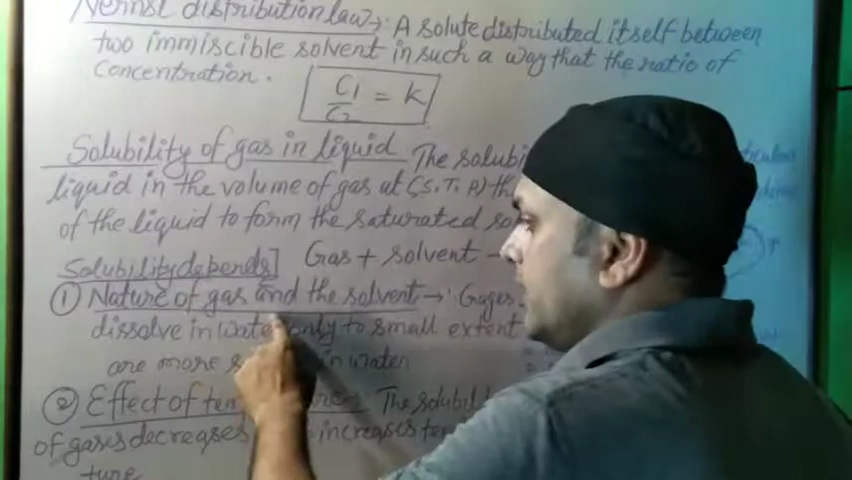 Nernst distribution law → A solute distributed itself between
two immiscible solvent in such a way that the ratio of
concentration.
C1/C2 = K
Solubility of gas in liquid The solubi
liquid in the volume of gas at (S.T.P) th
of the liquid to form the saturated so
Solubility depends] Gas + solvent
① Nature of gas and the solvent → Gages
dissolve in wate only to small extent
are more s in water
② Effect of tem The solubil
of gases decreases increases tem
ture